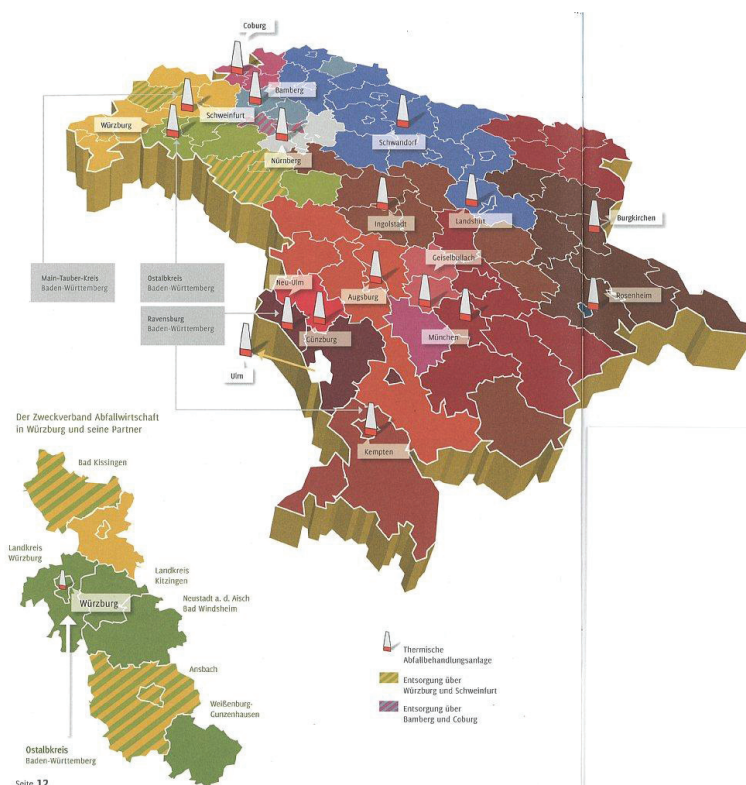 Coburg
Bamberg
Schweinfurt
Würzburg
Nürnberg
Schwandorf
Ingolstadt
Landshut
Burgkirchen
Main-Tauber-Kreis
Baden-Württemberg
Ostalbkreis
Baden-Württemberg
Geiselbullach
Neu-Ulm
Augsburg
Rosenheim
Ravensburg
Baden-Württemberg
Günzburg
München
Ulm
Kempten
Der Zweckverband Abfallwirtschaft
in Würzburg und seine Partner
Bad Kissingen
Landkreis
Würzburg
Landkreis
Kitzingen
Neustadt a. d. Aisch
Bad Windsheim
Würzburg
Ansbach
Weißenburg-
Gunzenhausen
Ostalbkreis
Baden-Württemberg
Thermische
Abfallbehandlungsanlage
Entsorgung über
Würzburg und Schweinfurt
Entsorgung über
Bamberg und Coburg
Seite 12